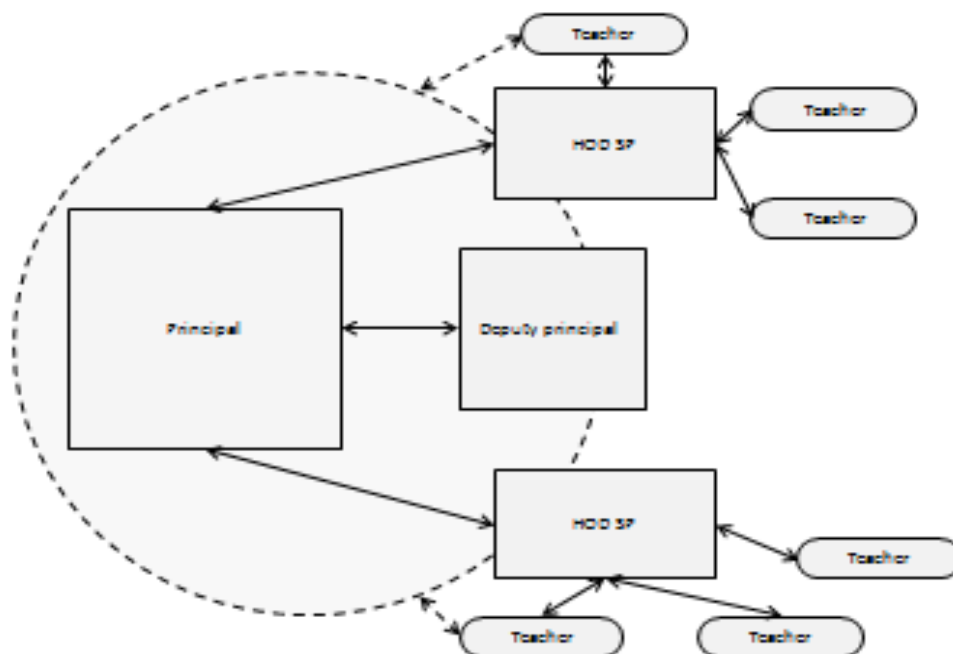 Teacher
HOD SP
Teacher
Teacher
Principal
Deputy principal
HOD SP
Teacher
Teacher
Teacher